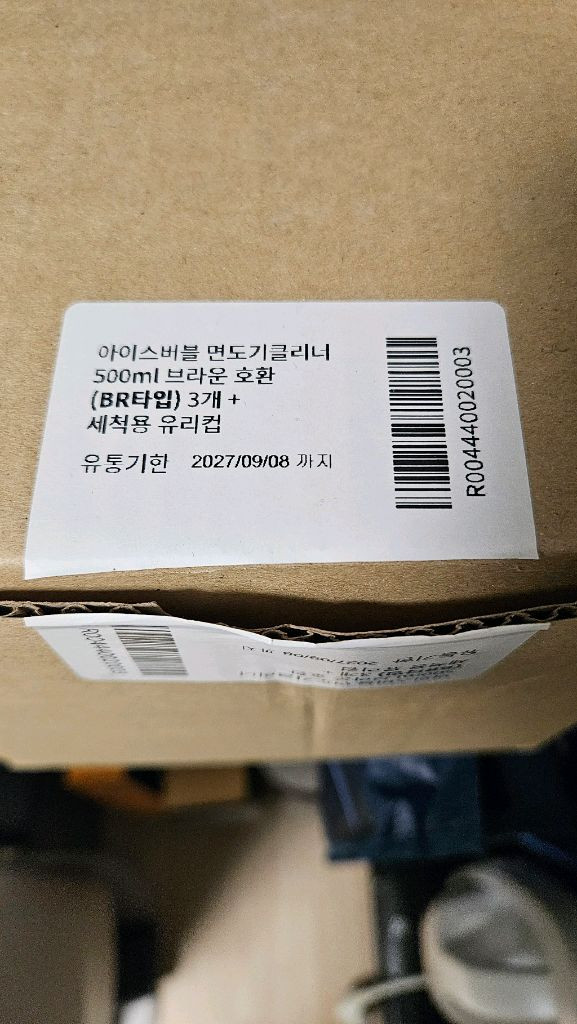 아이스버블 면도기클리너
500ml 브라운 호환
(BR타입) 3개 +
세척용 유리컵
유통기한 2027/09/08 까지
R004440020003